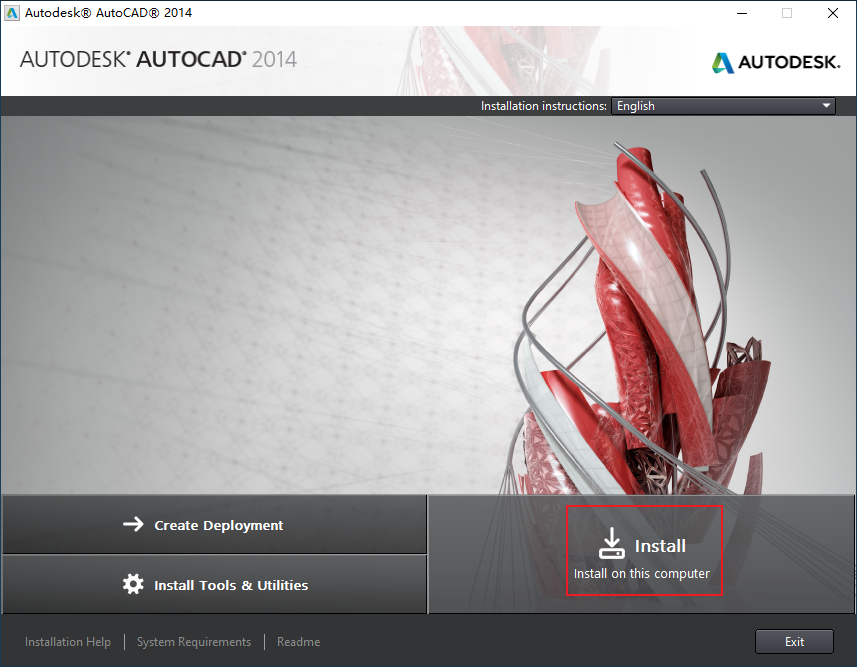 Autodesk® AutoCAD® 2014
AUTODESK® AUTOCAD® 2014
AUTODESK.
Installation instructions: English
Create Deployment
Install Tools & Utilities
Install
Install on this computer
Installation Help | System Requirements | Readme
Exit